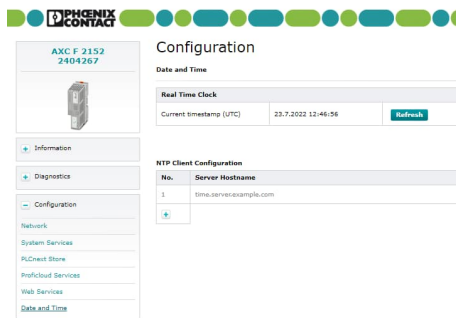 PHŒNIX
CONTACT
AXC F 2152
2404267
+ Information
+ Diagnostics
− Configuration
Network
System Services
PLCnext Store
Proficloud Services
Web Services
Date and Time
Configuration
Date and Time
Real Time Clock
Current timestamp (UTC) 23.7.2022 12:46:56 Refresh
NTP Client Configuration
No. Server Hostname
1 time.server.example.com
+